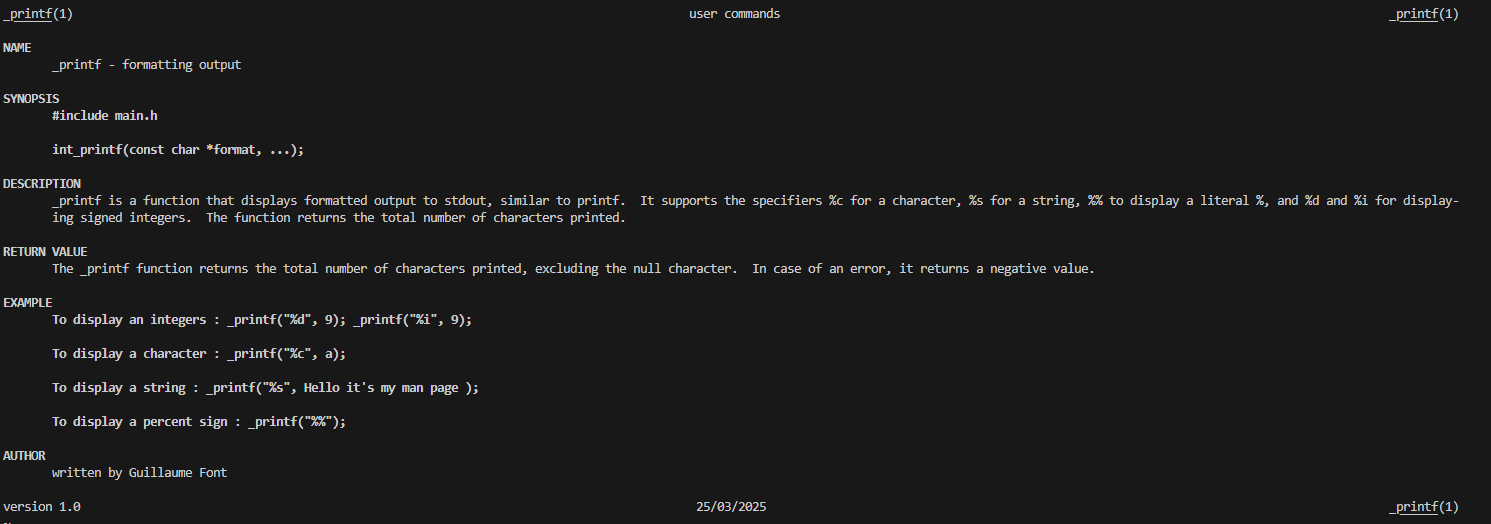 _printf(1) user commands _printf(1)
NAME
_printf - formatting output
SYNOPSIS
#include main.h
int_printf(const char *format, ...);
DESCRIPTION
_printf is a function that displays formatted output to stdout, similar to printf. It supports the specifiers %c for a character, %s for a string, %% to display a literal %, and %d and %i for display-
ing signed integers. The function returns the total number of characters printed.
RETURN VALUE
The _printf function returns the total number of characters printed, excluding the null character. In case of an error, it returns a negative value.
EXAMPLE
To display an integers : _printf("%d", 9); _printf("%i", 9);
To display a character : _printf("%c", a);
To display a string : _printf("%s", Hello it's my man page );
To display a percent sign : _printf("%%");
AUTHOR
written by Guillaume Font
version 1.0 25/03/2025 _printf(1)